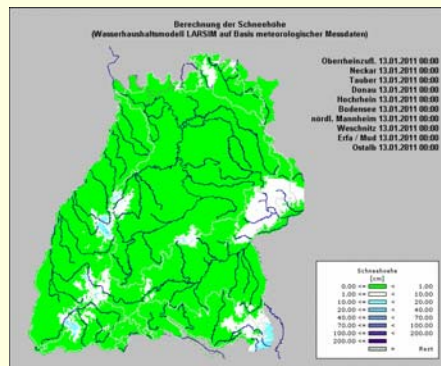 Berechnung der Schneehöhe
(Wasserhaushaltsmodell LARSIM auf Basis meteorologischer Messdaten)
Oberrheinzufl. 13.01.2011 00:00
Neckar 13.01.2011 00:00
Tauber 13.01.2011 00:00
Donau 13.01.2011 00:00
Hochrhein 13.01.2011 00:00
Bodensee 13.01.2011 00:00
nördl. Mannheim 13.01.2011 00:00
Weschnitz 13.01.2011 00:00
Erfa / Mud 13.01.2011 00:00
Ostalb 13.01.2011 00:00
Schneehoehe
[cm]
0.00 <= < 1.00
1.00 <= < 10.00
10.00 <= < 20.00
20.00 <= < 40.00
40.00 <= < 70.00
70.00 <= < 100.00
100.00 <= < 200.00
200.00 <=
= Rest